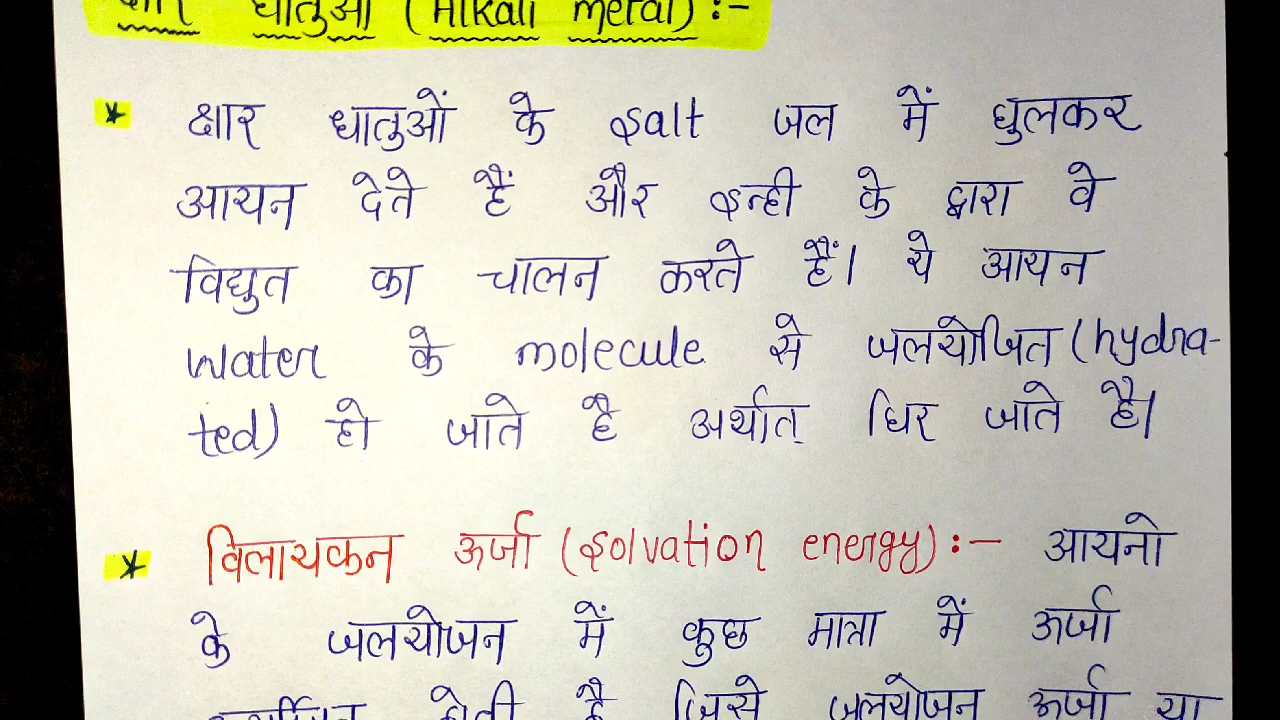 क्षार धातुओ (Alkali metal) :-
* क्षार धातुओं के salt जल में घुलकर
आयन देते हैं और इन्ही के द्वारा वे
विद्युत का चालन करते हैं। ये आयन
water के molecule से जलयोजित (hydra-
ted) हो जाते है अर्थात् घिर जाते है।
* विलायकन ऊर्जा (solvation energy) :- आयनो
के जलयोजन में कुछ मात्रा में ऊर्जा
होती है जिसे जलयोजन ऊर्जा या